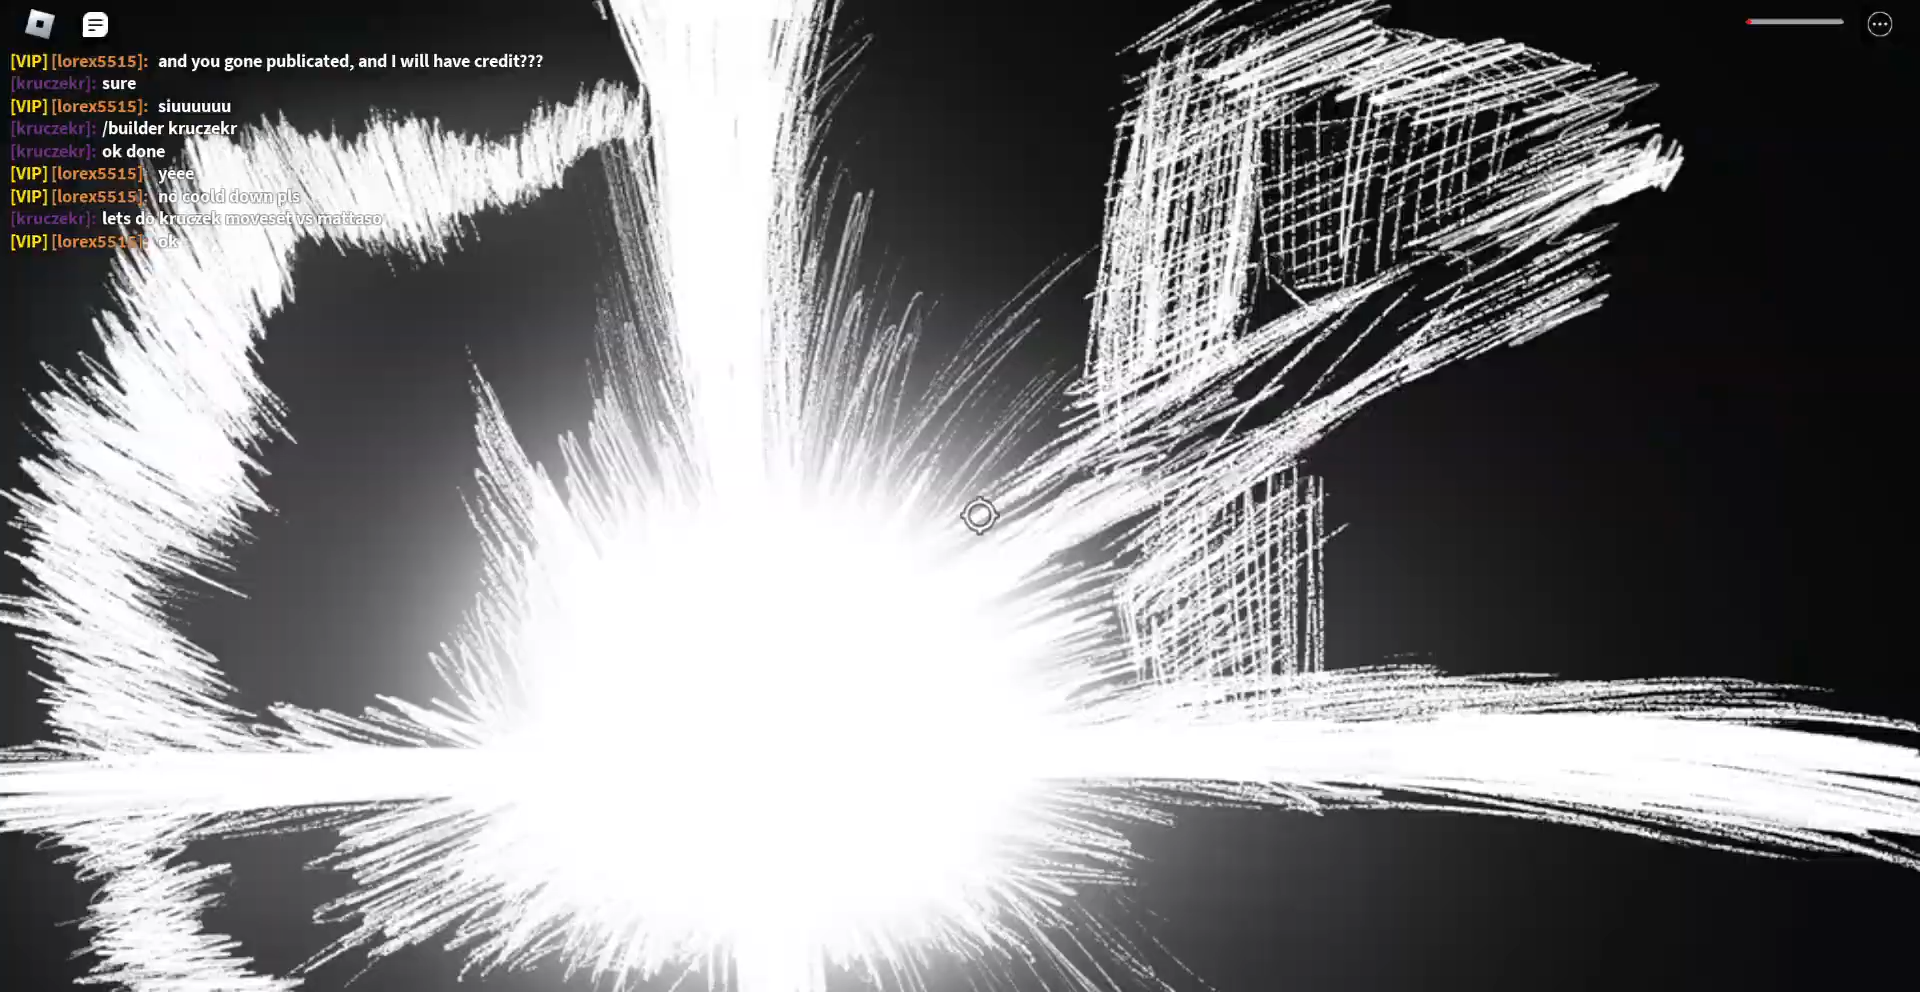 [VIP] [lorex5515]: and you gone publicated, and I will have credit???
[kruczekr]: sure
[VIP] [lorex5515]: siuuuuuu
[kruczekr]: /builder kruczekr
[kruczekr]: ok done
[VIP] [lorex5515]: yeee
[VIP] [lorex5515]: no coold down pls
[kruczekr]: lets do kruczek moveset vs mattaso
[VIP] [lorex5515]: ok